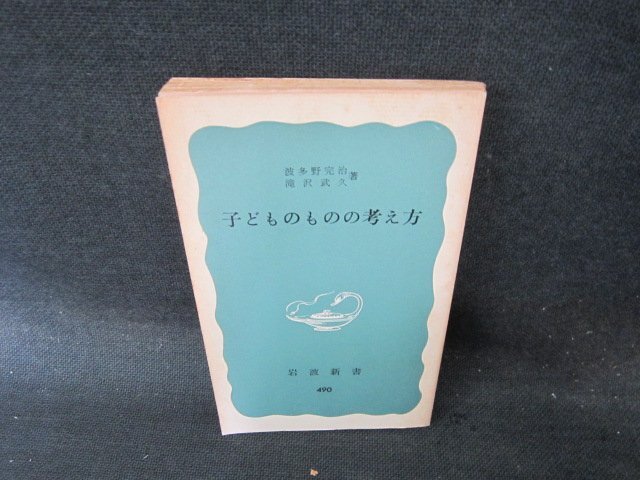 波多野完治
滝沢武久
著
子どものものの考え方
岩波新書
490